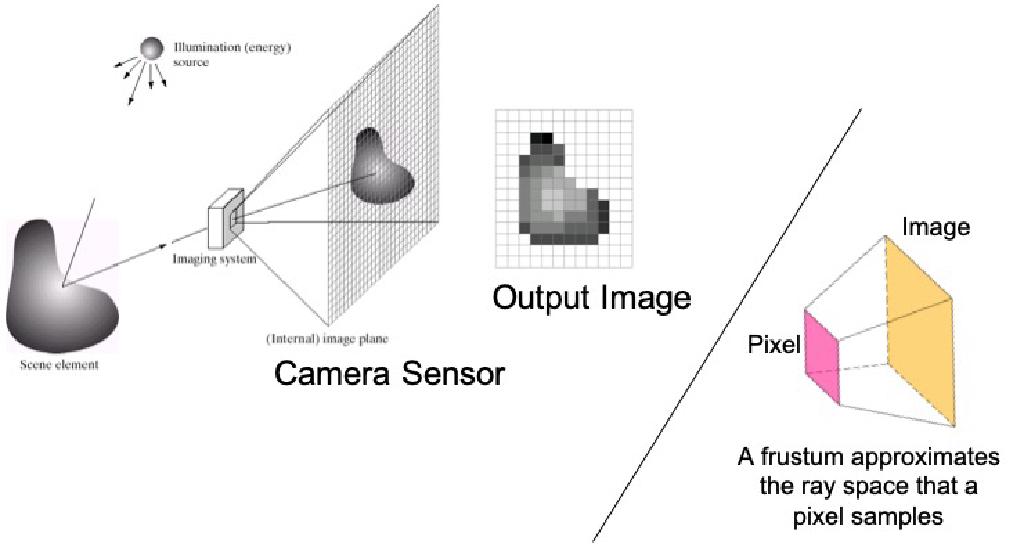 Illumination (energy)
source
Imaging system
(Internal) image plane
Scene element
Camera Sensor
Output Image
Image
Pixel
A frustum approximates
the ray space that a
pixel samples